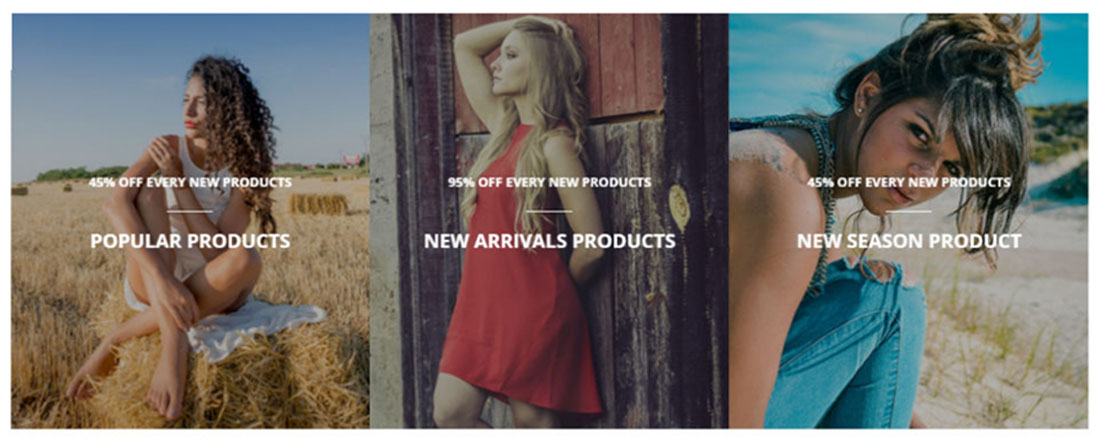 45% OFF EVERY NEW PRODUCTS
POPULAR PRODUCTS
95% OFF EVERY NEW PRODUCTS
NEW ARRIVALS PRODUCTS
45% OFF EVERY NEW PRODUCTS
NEW SEASON PRODUCT